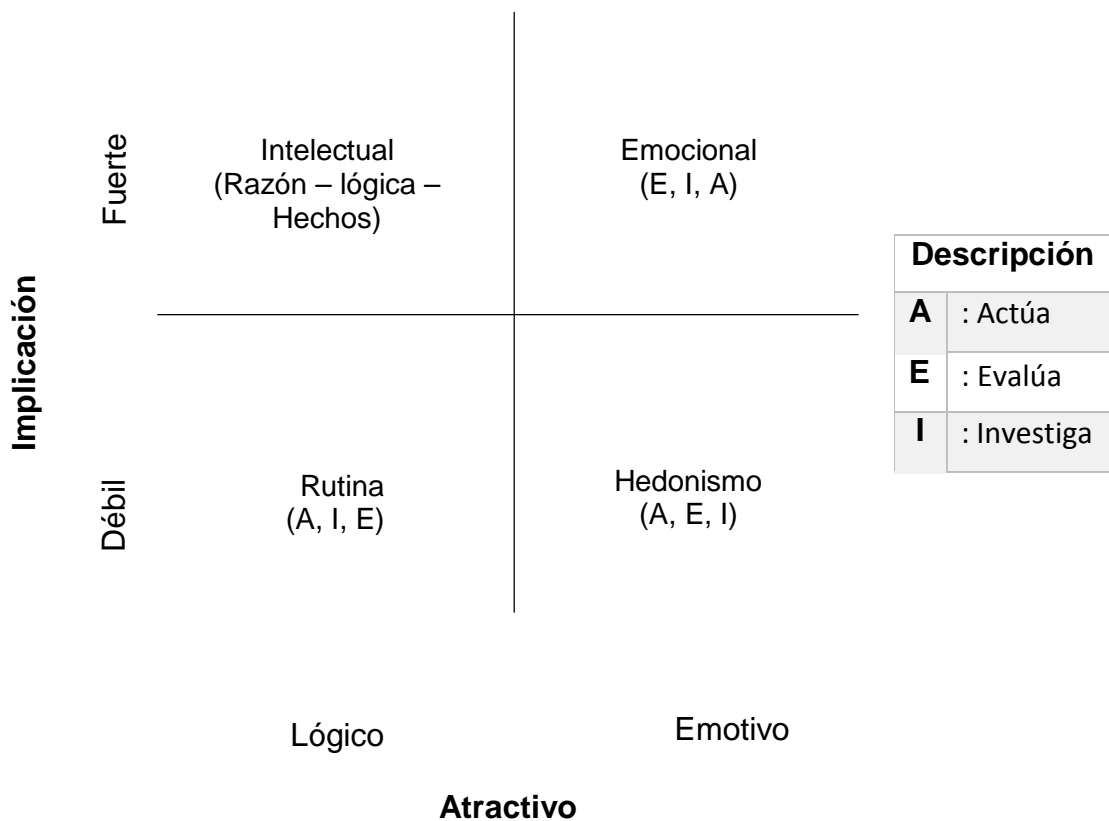 Implicación
Fuerte
Intelectual
(Razón – lógica –
Hechos)
Emocional
(E, I, A)
Débil
Rutina
(A, I, E)
Hedonismo
(A, E, I)
Lógico
Emotivo
Atractivo
Descripción
A : Actúa
E : Evalúa
I : Investiga